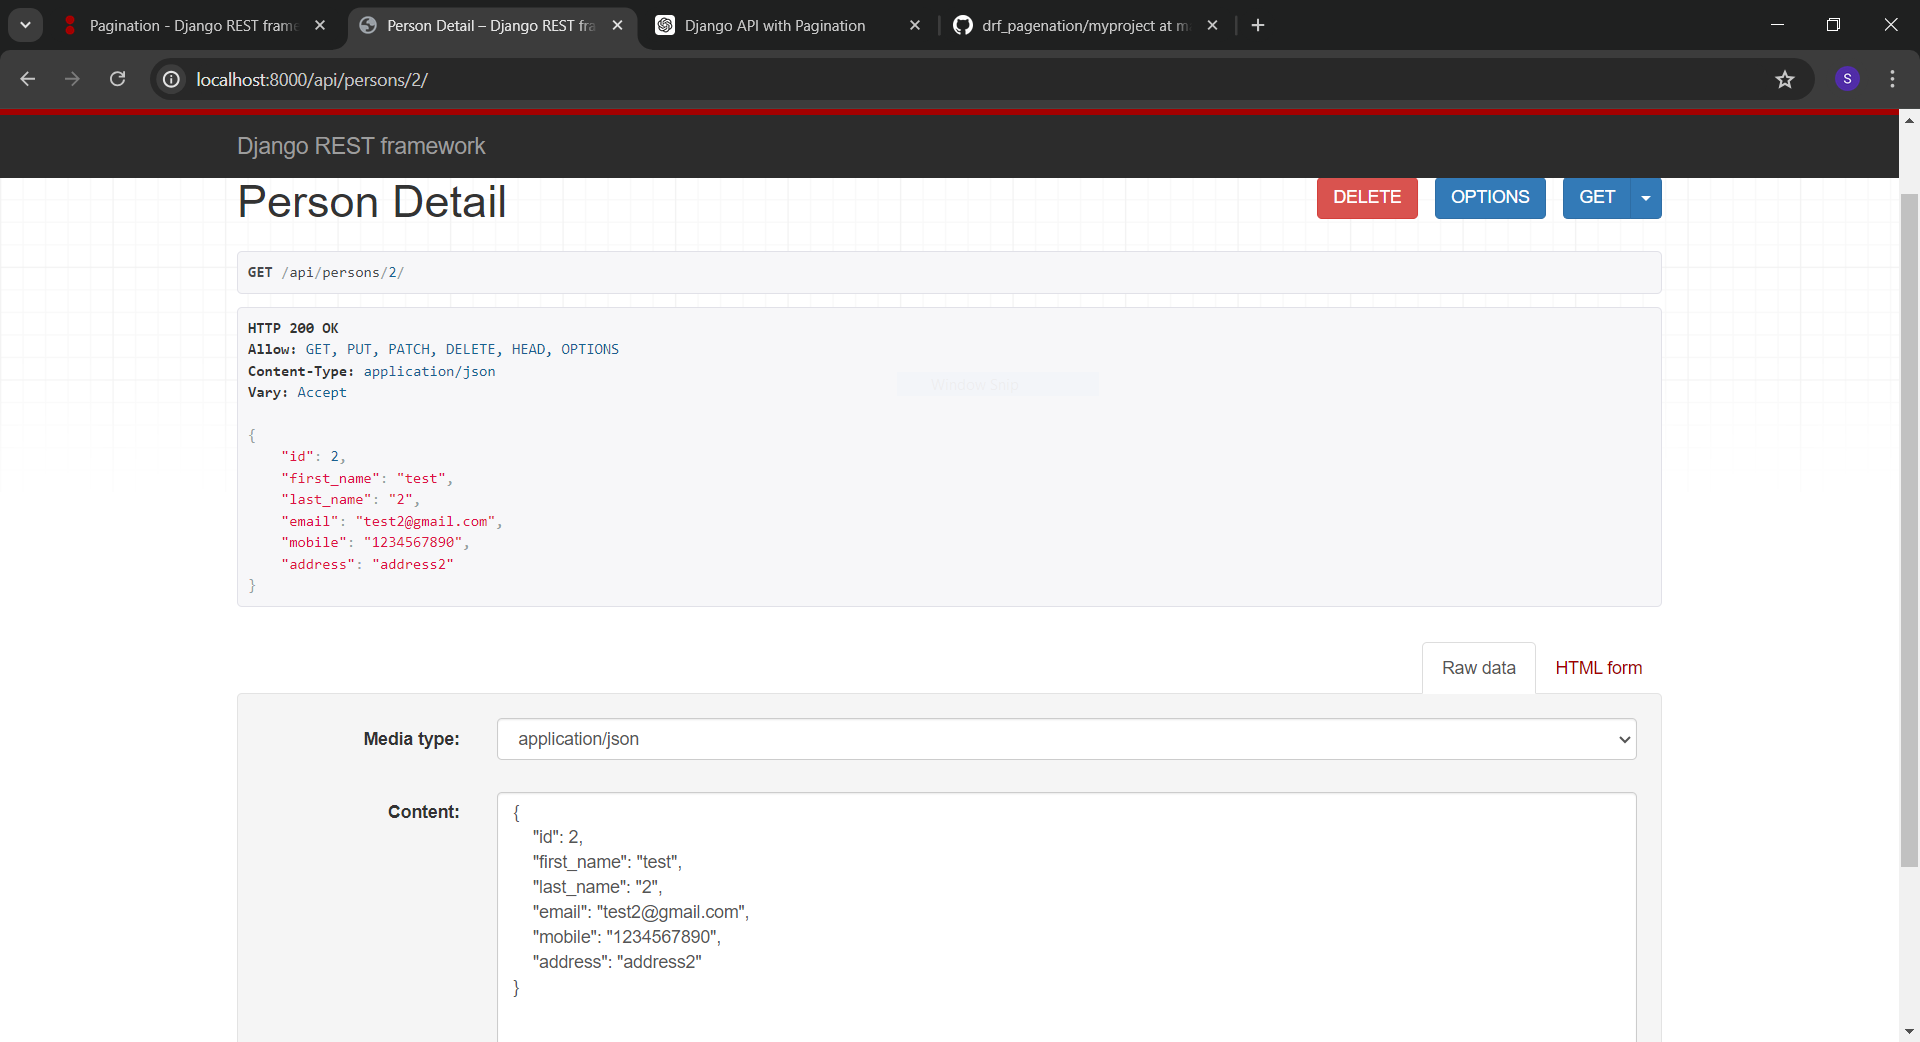 Pagination - Django REST frame
Person Detail – Django REST fra
Django API with Pagination
drf_pagenation/myproject at m
localhost:8000/api/persons/2/
S
Django REST framework
Person Detail
DELETE
OPTIONS
GET
GET /api/persons/2/
HTTP 200 OK
Allow: GET, PUT, PATCH, DELETE, HEAD, OPTIONS
Content-Type: application/json
Vary: Accept
Window Snip
{
"id": 2,
"first_name": "test",
"last_name": "2",
"email": "test2@gmail.com",
"mobile": "1234567890",
"address": "address2"
}
Raw data
HTML form
Media type:
application/json
Content:
{
"id": 2,
"first_name": "test",
"last_name": "2",
"email": "test2@gmail.com",
"mobile": "1234567890",
"address": "address2"
}